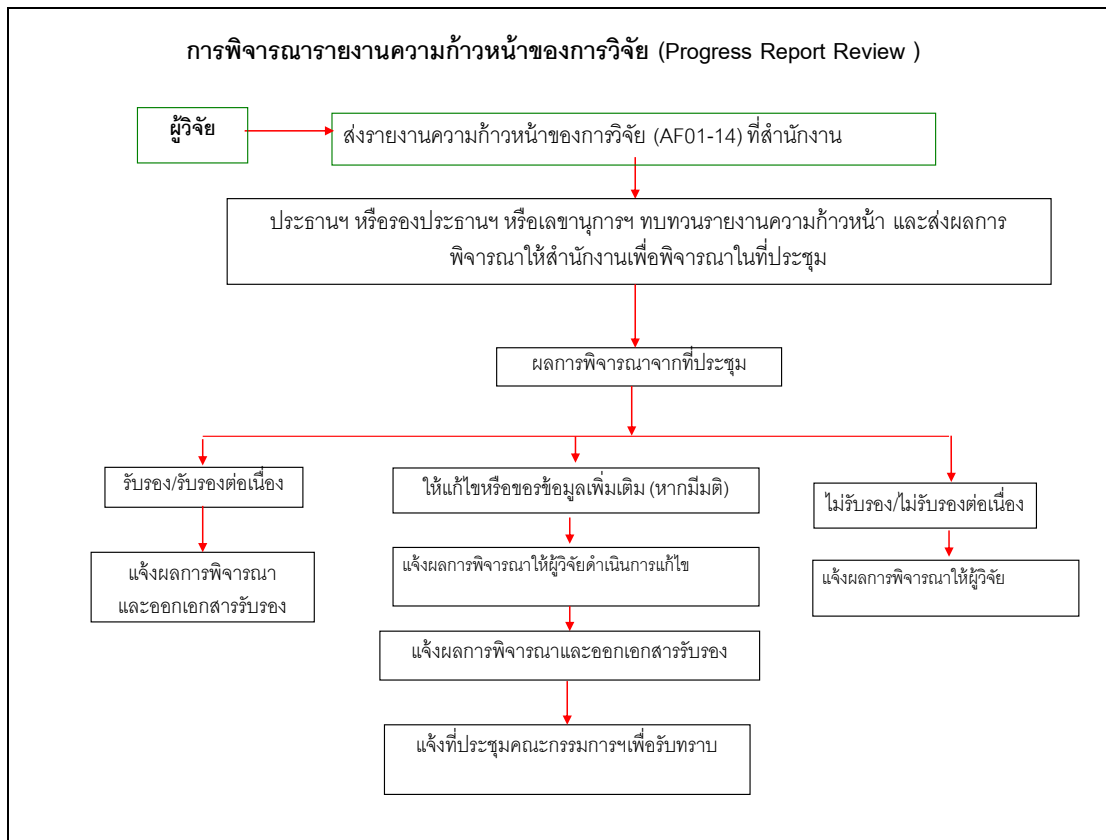 การพิจารณารายงานความก้าวหน้าของการวิจัย (Progress Report Review )
ผู้วิจัย
ส่งรายงานความก้าวหน้าของการวิจัย (AF01-14) ที่สำนักงาน
ประธานฯ หรือรองประธานฯ หรือเลขานุการฯ ทบทวนรายงานความก้าวหน้า และส่งผลการ
พิจารณาให้สำนักงานเพื่อพิจารณาในที่ประชุม
ผลการพิจารณาจากที่ประชุม
รับรอง/รับรองต่อเนื่อง
ให้แก้ไขหรือขอรข้อมูลเพิ่มเติม (หากมีมติ)
ไม่รับรอง/ไม่รับรองต่อเนื่อง
แจ้งผลการพิจารณา
และออกเอกสารรับรอง
แจ้งผลการพิจารณาให้ผู้วิจัยดำเนินการแก้ไข
แจ้งผลการพิจารณาให้ผู้วิจัย
แจ้งผลการพิจารณาและออกเอกสารรับรอง
แจ้งที่ประชุมคณะกรรมการฯเพื่อรับทราบ